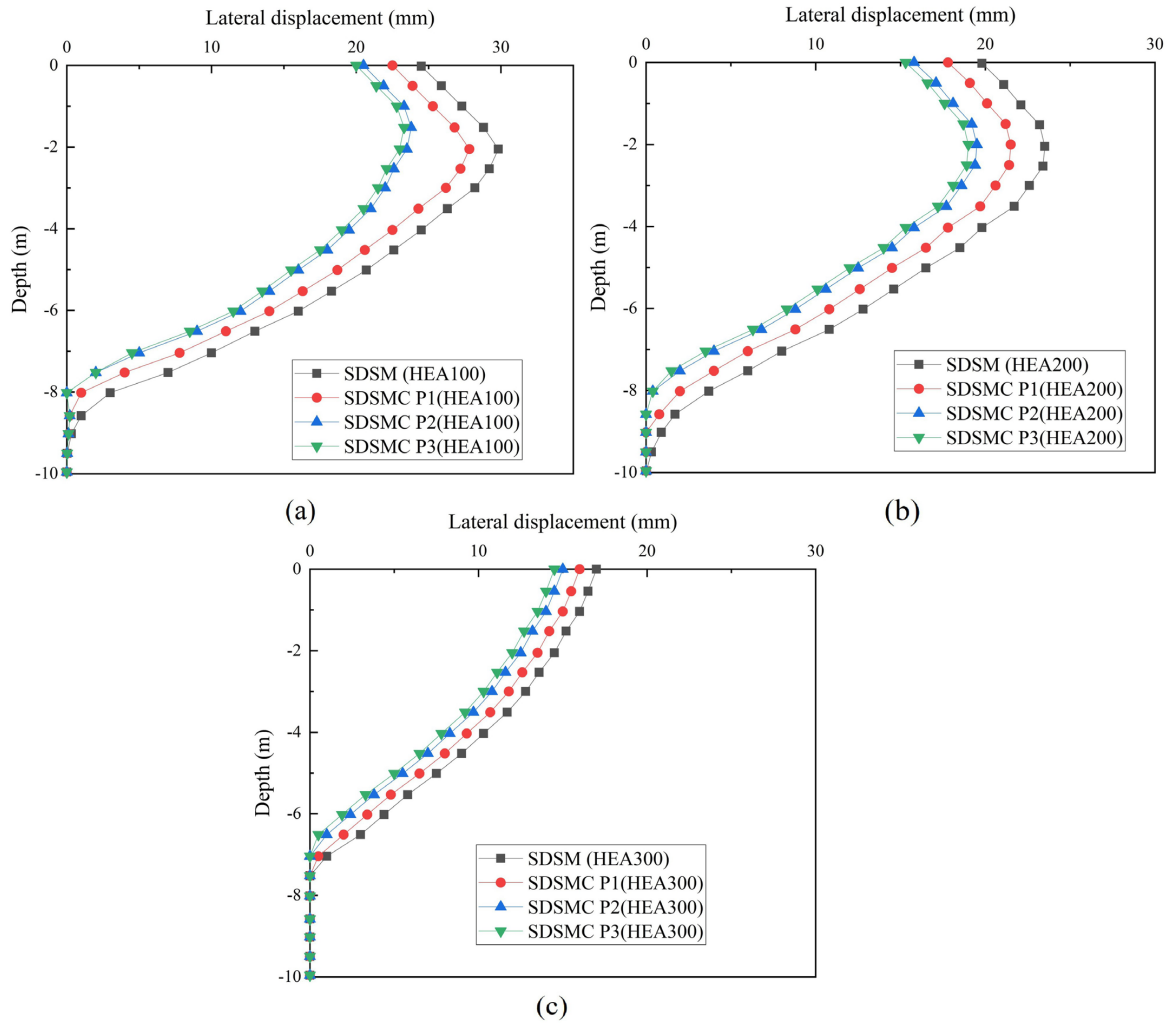 Lateral displacement (mm)
0 10 20 30
Depth (m)
0
-2
-4
-6
-8
-10
SDSM (HEA100)
SDSMC P1(HEA100)
SDSMC P2(HEA100)
SDSMC P3(HEA100)
(a)
Lateral displacement (mm)
0 10 20 30
Depth (m)
0
-2
-4
-6
-8
-10
SDSM (HEA200)
SDSMC P1(HEA200)
SDSMC P2(HEA200)
SDSMC P3(HEA200)
(b)
Lateral displacement (mm)
0 10 20 30
Depth (m)
0
-2
-4
-6
-8
-10
SDSM (HEA300)
SDSMC P1(HEA300)
SDSMC P2(HEA300)
SDSMC P3(HEA300)
(c)